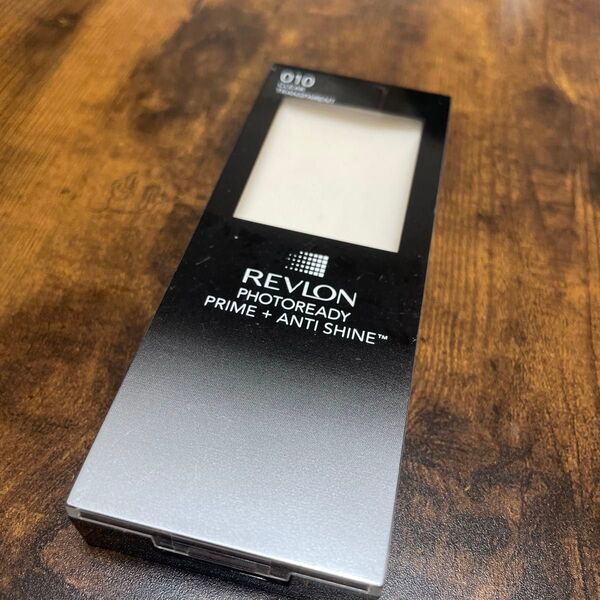 010
REVLON
PHOTOREADY
PRIME + ANTI SHINE™